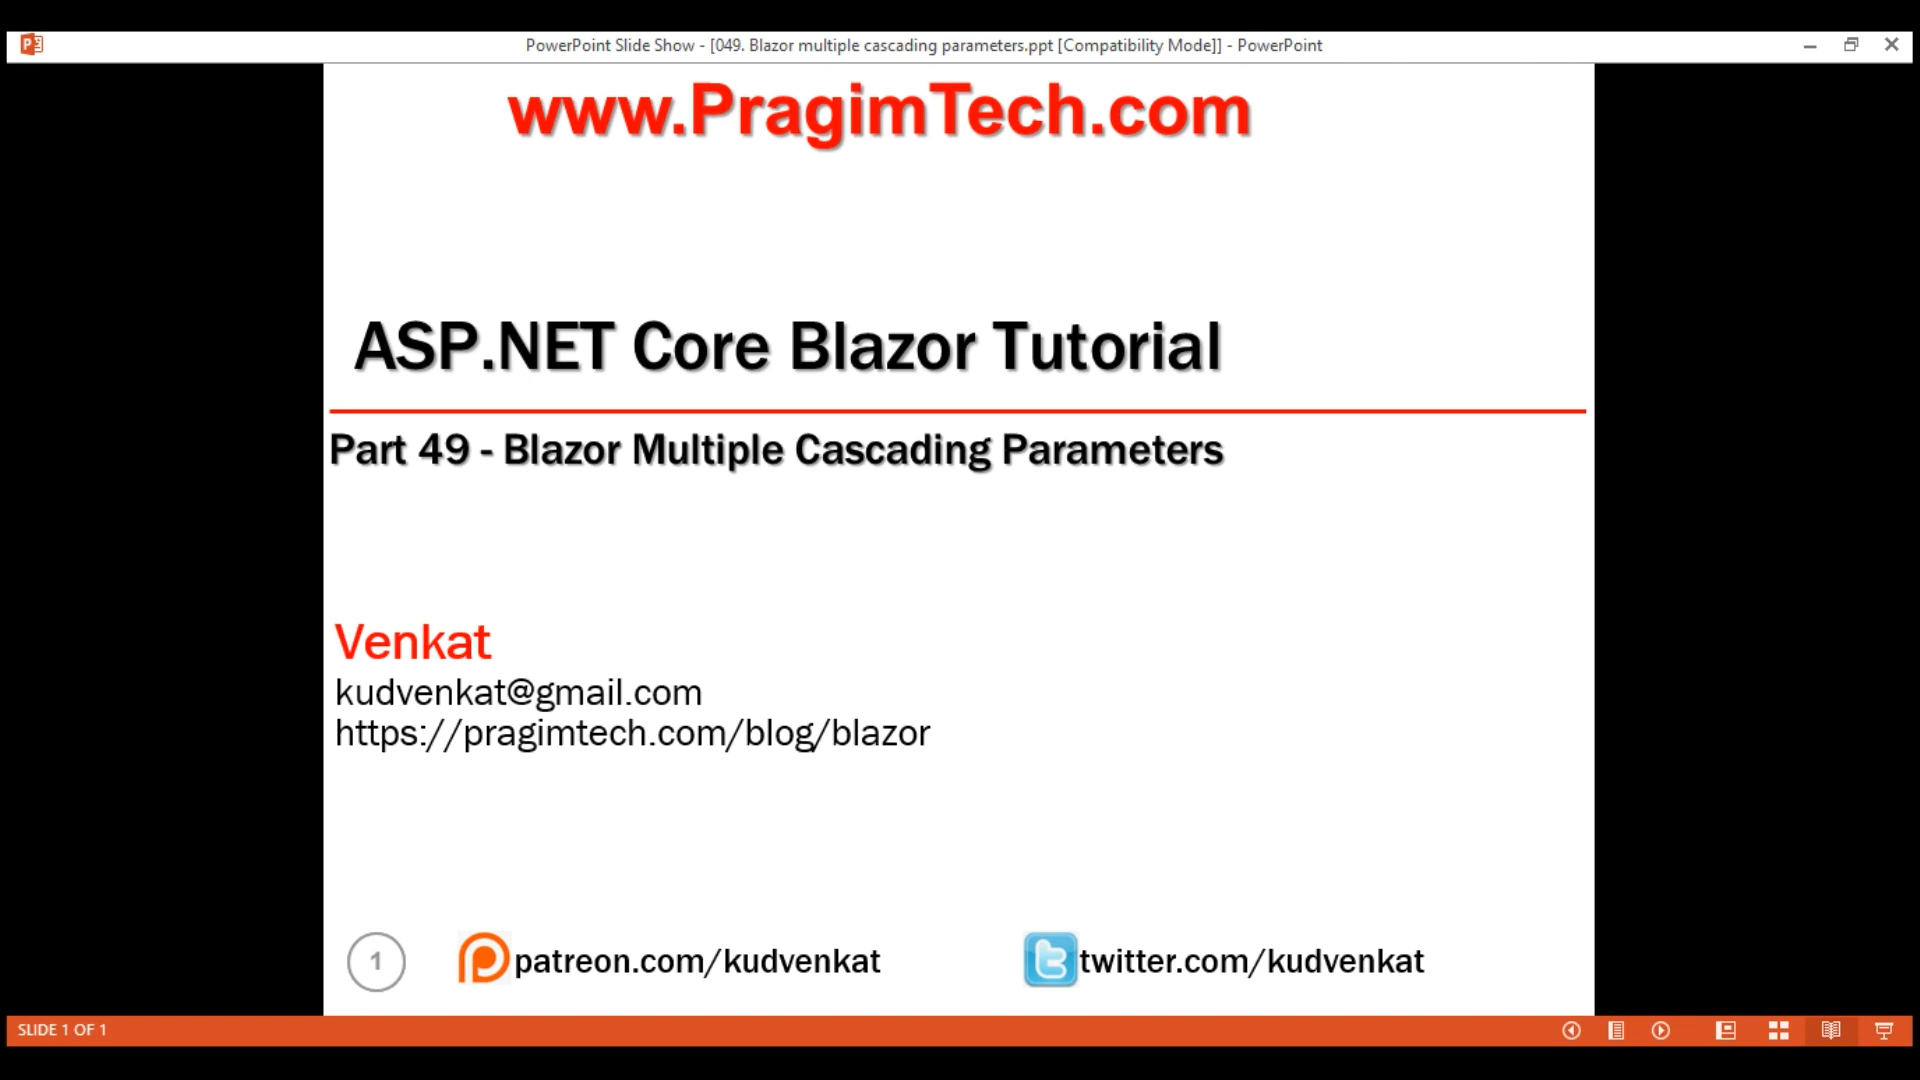 PowerPoint Slide Show - [049. Blazor multiple cascading parameters.ppt [Compatibility Mode]] - PowerPoint
www.PragimTech.com
ASP.NET Core Blazor Tutorial
Part 49 - Blazor Multiple Cascading Parameters
Venkat
kudvenkat@gmail.com
https://pragimtech.com/blog/blazor
1
patreon.com/kudvenkat
twitter.com/kudvenkat
SLIDE 1 OF 1